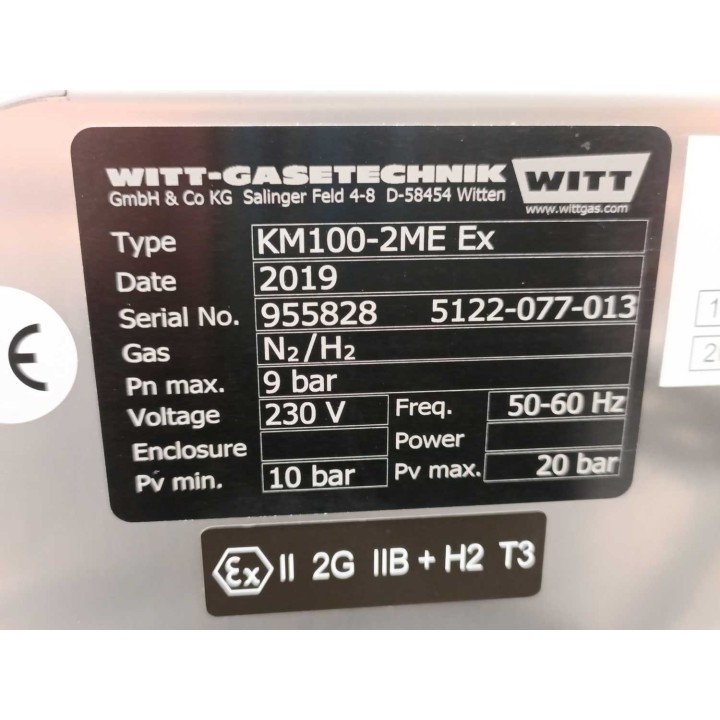 WITT-GASETECHNIK
GmbH & Co KG Salinger Feld 4-8 D-58454 Witten
WITT
www.wittgas.com
Type KM100-2ME Ex
Date 2019
Serial No. 955828 5122-077-013
Gas N₂/H₂
Pn max. 9 bar
Voltage 230 V Freq. 50-60 Hz
Enclosure Power
Pv min. 10 bar Pv max. 20 bar
CE
Ex II 2G IIB + H2 T3
1